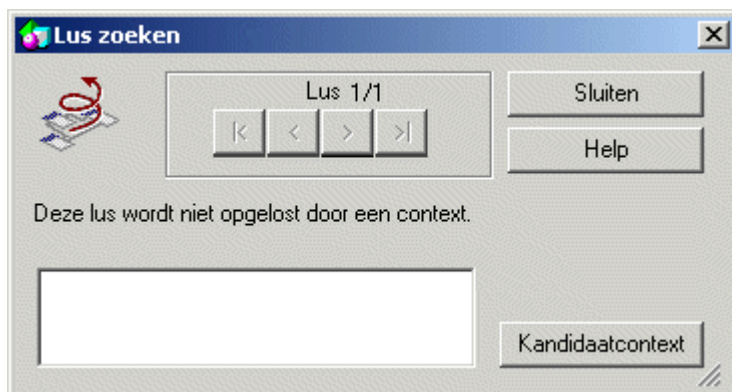 Lus zoeken
Lus 1/1
Sluiten
Help
Deze lus wordt niet opgelost door een context.
Kandidaatcontext